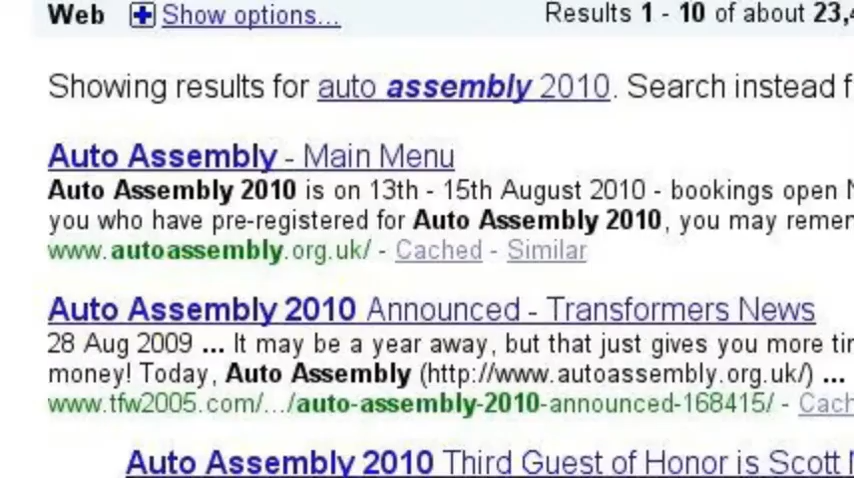 Web Show options... Results 1 - 10 of about 23,
Showing results for auto assembly 2010. Search instead
Auto Assembly - Main Menu
Auto Assembly 2010 is on 13th - 15th August 2010 - bookings open
you who have pre-registered for Auto Assembly 2010, you may
www.autoassembly.org.uk/ - Cached - Similar
Auto Assembly 2010 Announced - Transformers News
28 Aug 2009 ... It may be a year away, but that just gives you more
money! Today, Auto Assembly (http://www.autoassembly.org.uk/) ...
www.tfw2005.com/.../auto-assembly-2010-announced-168415/ -
Auto Assembly 2010 Third Guest of Honor is Scott